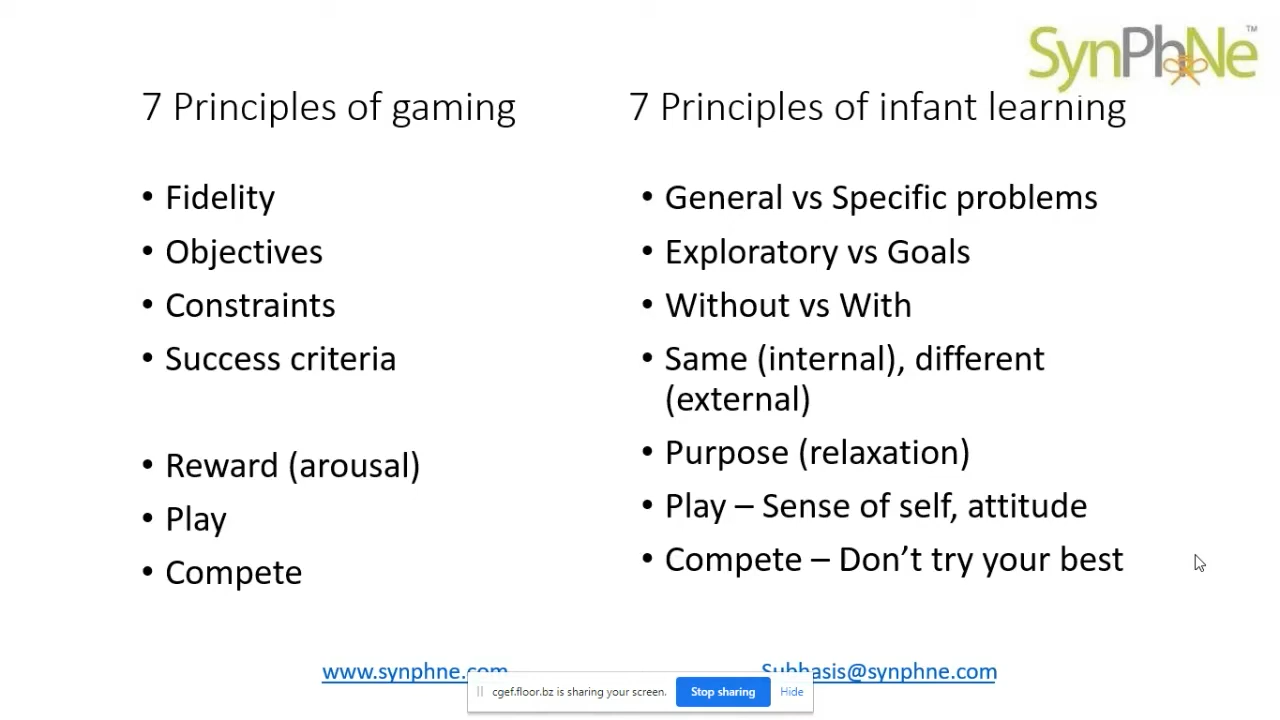 SynPhNe™
7 Principles of gaming
• Fidelity
• Objectives
• Constraints
• Success criteria
• Reward (arousal)
• Play
• Compete
7 Principles of infant learning
• General vs Specific problems
• Exploratory vs Goals
• Without vs With
• Same (internal), different
(external)
• Purpose (relaxation)
• Play – Sense of self, attitude
• Compete – Don’t try your best
www.synphne.com
Subhasis@synphne.com
cgef.floor.bz is sharing your screen.
Stop sharing
Hide